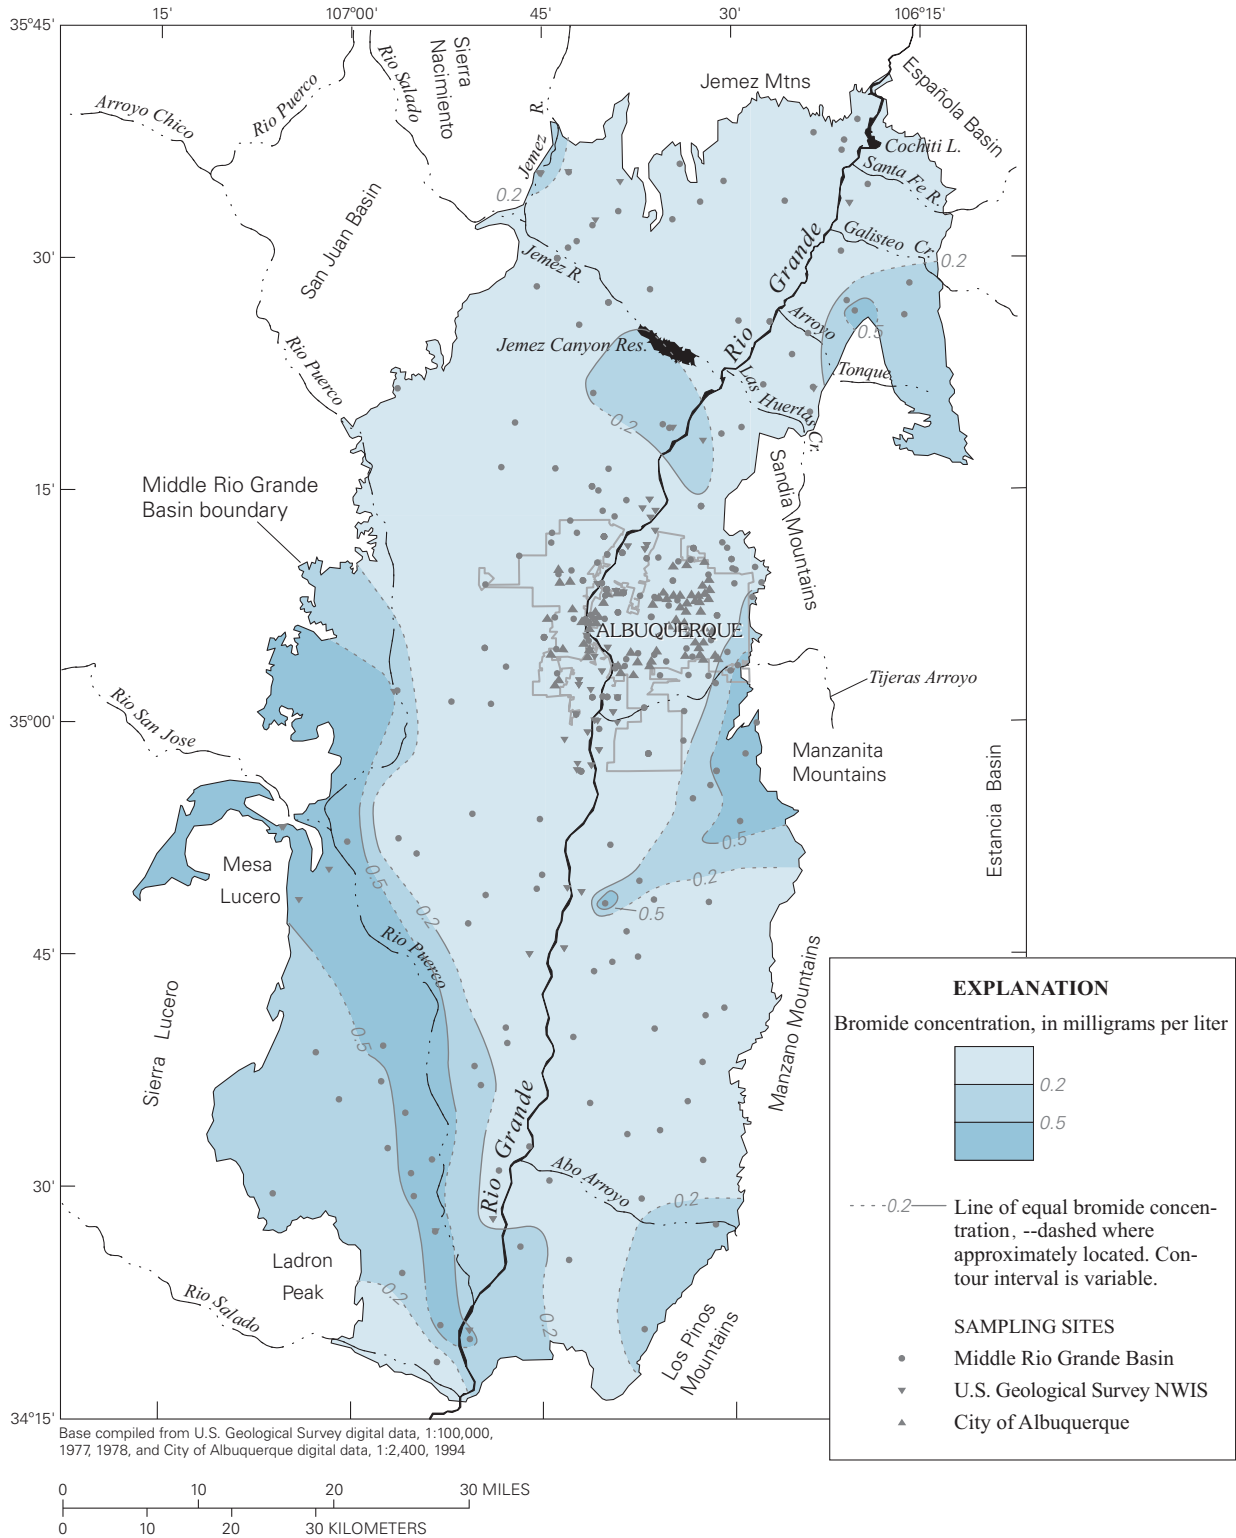 15'
107°00'
45'
30'
106°15'
35°45'
Sierra
Nacimiento
Rio Salado
Rio Puerco
Arroyo Chico
Jemez R.
Jemez Mtns
Española Basin
Cochiti L.
Santa Fe R.
0.2
San Juan Basin
Galisteo Cr.
Rio Grande
30'
Jemez R.
0.2
Arroyo
0.5
Tonque
Jemez Canyon Res.
Rio Puerco
Las Huertas Cr.
0.2
Sandia Mountains
15'
Middle Rio Grande
Basin boundary
ALBUQUERQUE
Tijeras Arroyo
Rio San Jose
35°00'
Manzanita
Mountains
Estancia Basin
Mesa
Lucero
0.5
0.5
0.2
0.2
0.5
Rio Puerco
45'
Sierra Lucero
Manzano Mountains
0.5
Rio Grande
Abo Arroyo
30'
0.2
Ladron
Peak
0.2
0.2
Rio Salado
Los Pinos
Mountains
34°15'
EXPLANATION
Bromide concentration, in milligrams per liter
0.2
0.5
0.2
Line of equal bromide concen-
tration, --dashed where
approximately located. Con-
tour interval is variable.
SAMPLING SITES
Middle Rio Grande Basin
U.S. Geological Survey NWIS
City of Albuquerque
Base compiled from U.S. Geological Survey digital data, 1:100,000,
1977, 1978, and City of Albuquerque digital data, 1:2,400, 1994
0 10 20 30 MILES
0 10 20 30 KILOMETERS